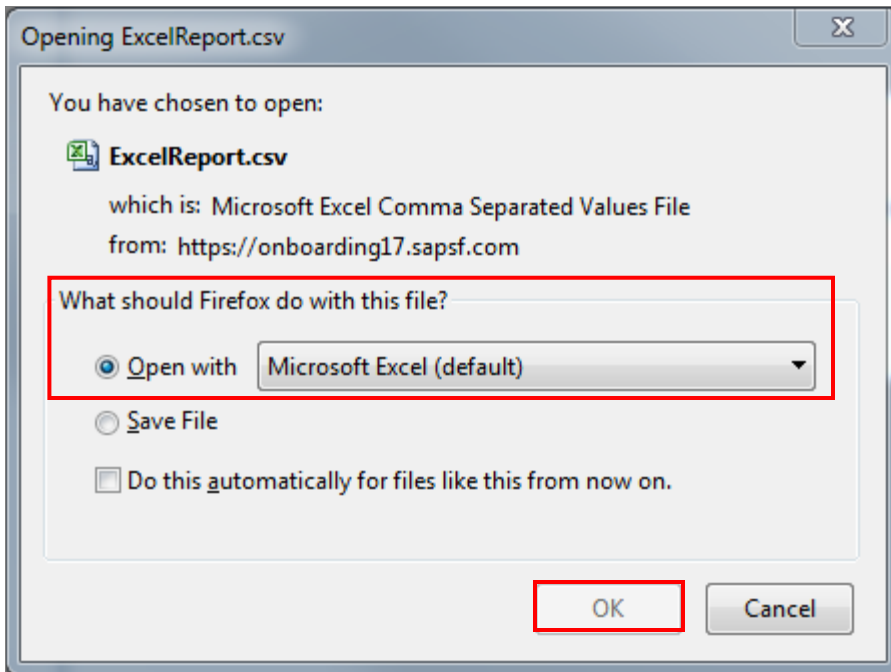 Opening ExcelReport.csv
You have chosen to open:
ExcelReport.csv
which is: Microsoft Excel Comma Separated Values File
from: https://onboarding17.sapsf.com
What should Firefox do with this file?
Open with Microsoft Excel (default)
Save File
Do this automatically for files like this from now on.
OK Cancel